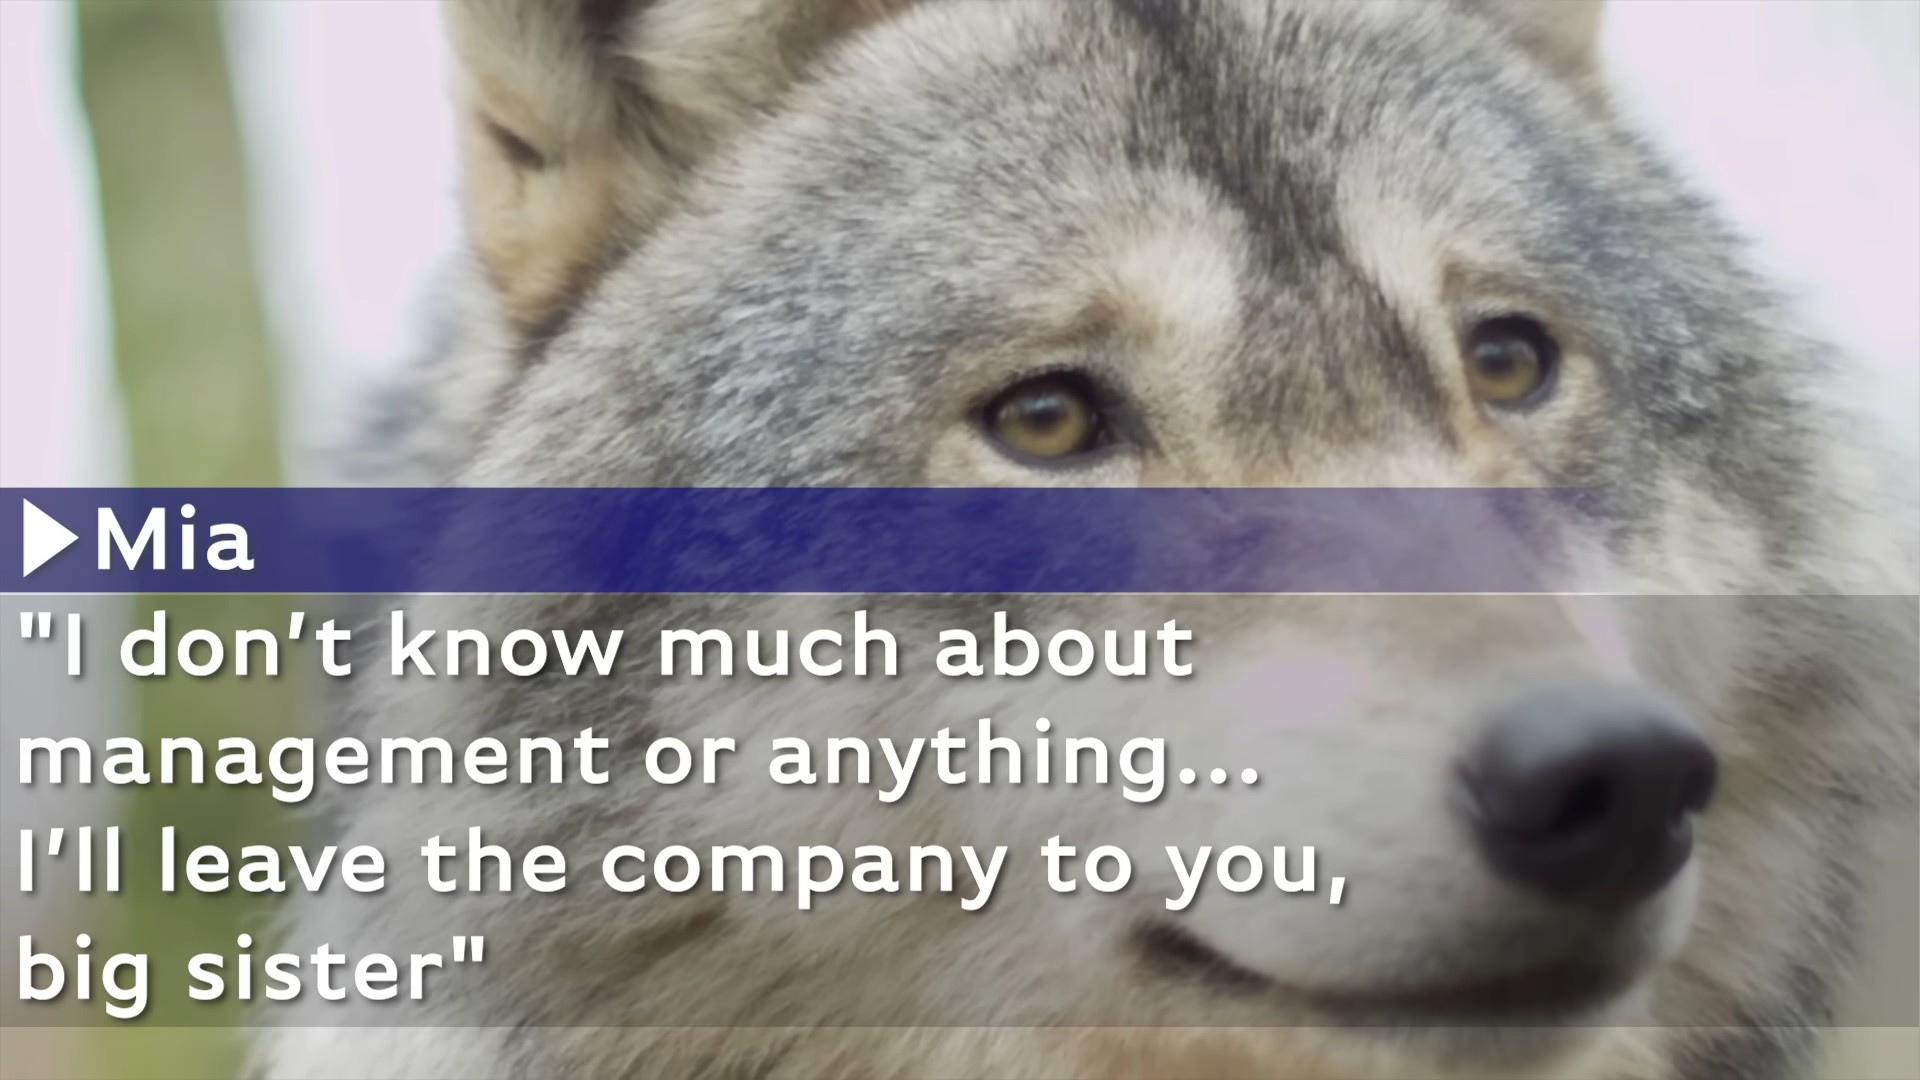 ▶Mia
"I don't know much about
management or anything...
I'll leave the company to you,
big sister"